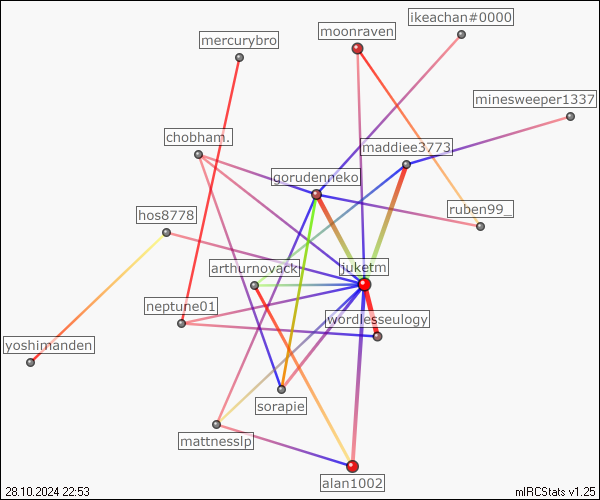 ikeachan#0000
moonraven
mercurybro
minesweeper1337
chobham.
maddiee3773
gorudenneko
ruben99_
hos8778
arthurnovack
juketm
neptune01
wordlesseulogy
yoshimanden
sorapie
mattnesslp
alan1002
28.10.2024 22:53
mIRCStats v1.25